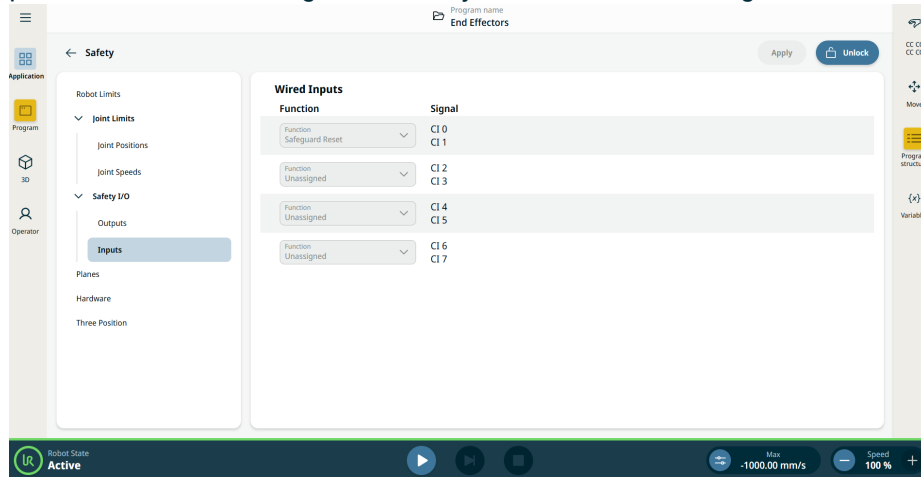 Program name
End Effectors
Application
Program
3D
Operator
Safety
Apply
Unlock
Robot Limits
Joint Limits
Joint Positions
Joint Speeds
Safety I/O
Outputs
Inputs
Planes
Hardware
Three Position
Wired Inputs
Function Signal
Function
Safeguard Reset
CI 0
CI 1
Function
Unassigned
CI 2
CI 3
Function
Unassigned
CI 4
CI 5
Function
Unassigned
CI 6
CI 7
Move
{x}
UR
Robot State
Active
Max
-1000.00 mm/s
Speed
100 %